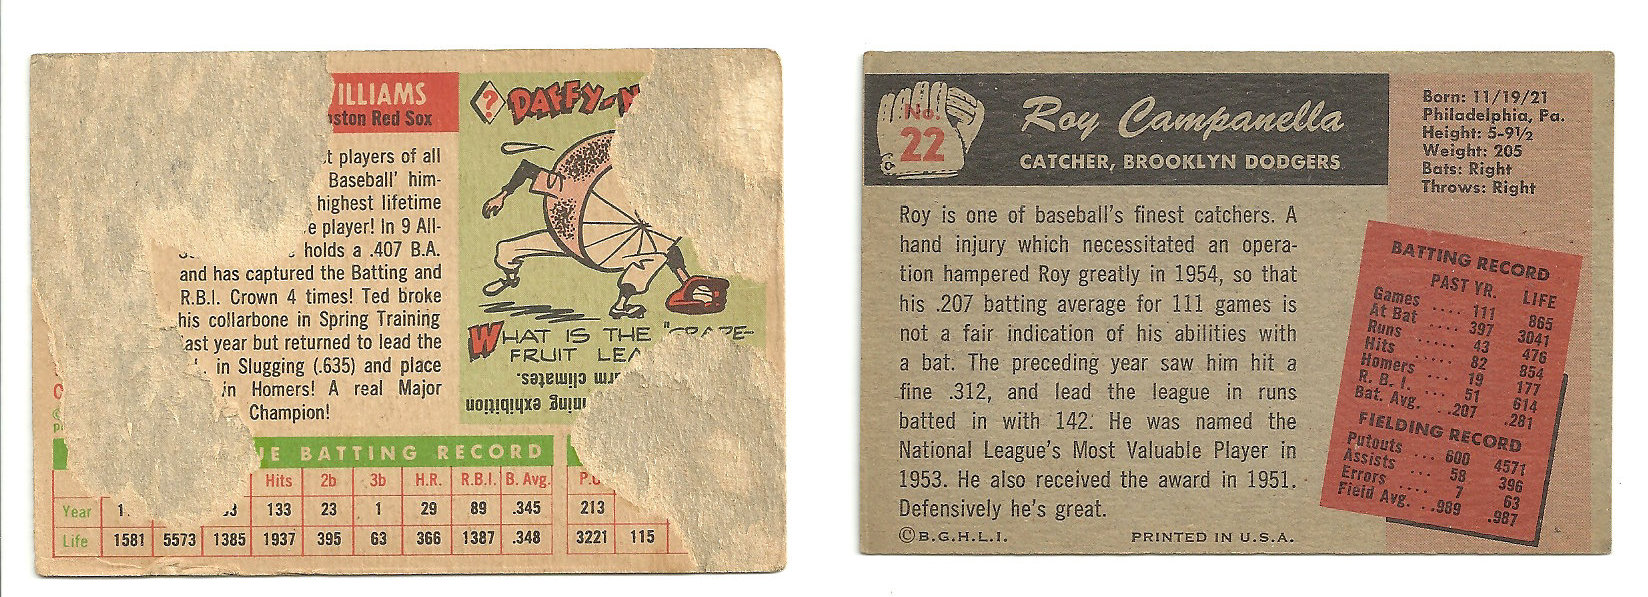 ILLIAMS
ston Red Sox
t players of all
Baseball' him-
highest lifetime
e player! In 9 All-
holds a .407 B.A.
and has captured the Batting and
R.B.I. Crown 4 times! Ted broke
his collarbone in Spring Training
ast year but returned to lead the
in Slugging (.635) and place
in Homers! A real Major
Champion!
?
DAFFY-N
WHAT IS THE "GRAPE-
FRUIT LEA
rm climates.
ning exhibition
UE BATTING RECORD
Hits 2b 3b H.R. R.B.I. B. Avg. P.O
Year 1 3 133 23 1 29 89 .345 213
Life 1581 5573 1385 1937 395 63 366 1387 .348 3221 115
No.
22
Roy Campanella
CATCHER, BROOKLYN DODGERS
Born: 11/19/21
Philadelphia, Pa.
Height: 5-9½
Weight: 205
Bats: Right
Throws: Right
Roy is one of baseball's finest catchers. A
hand injury which necessitated an opera-
tion hampered Roy greatly in 1954, so that
his .207 batting average for 111 games is
not a fair indication of his abilities with
a bat. The preceding year saw him hit a
fine .312, and lead the league in runs
batted in with 142. He was named the
National League's Most Valuable Player in
1953. He also received the award in 1951.
Defensively he's great.
BATTING RECORD
PAST YR. LIFE
Games .... 111 865
At Bat .... 397 3041
Runs .... 43 476
Hits .... 82 854
Homers ... 19 177
R. B. I. ... 51 614
Bat. Avg. .. .207 .281
FIELDING RECORD
Putouts ... 600 4571
Assists ... 58 396
Errors .... 7 63
Field Avg. .. .989 .987
©B.G.H.L.I. PRINTED IN U.S.A.